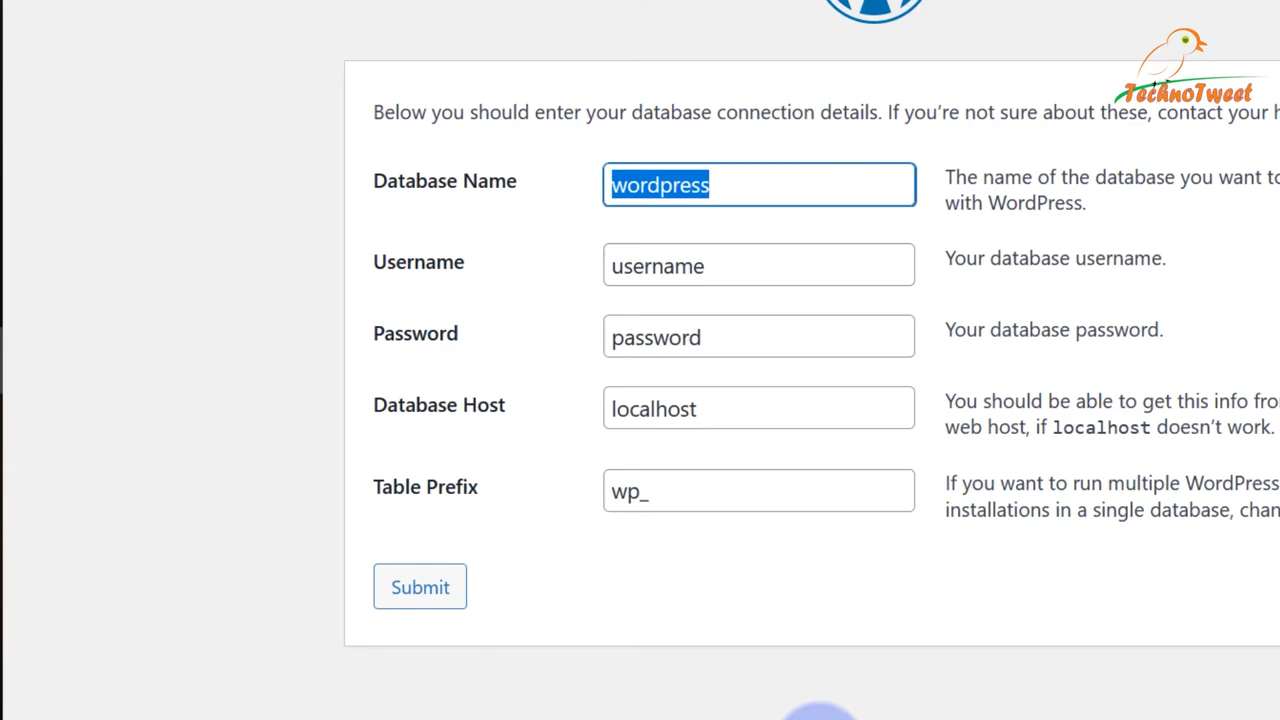 TechnoTweet
Below you should enter your database connection details. If you’re not sure about these, contact your
Database Name
wordpress
The name of the database you want
with WordPress.
Username
username
Your database username.
Password
password
Your database password.
Database Host
localhost
You should be able to get this info
web host, if localhost doesn’t work.
Table Prefix
wp_
If you want to run multiple WordPress
installations in a single database,
Submit